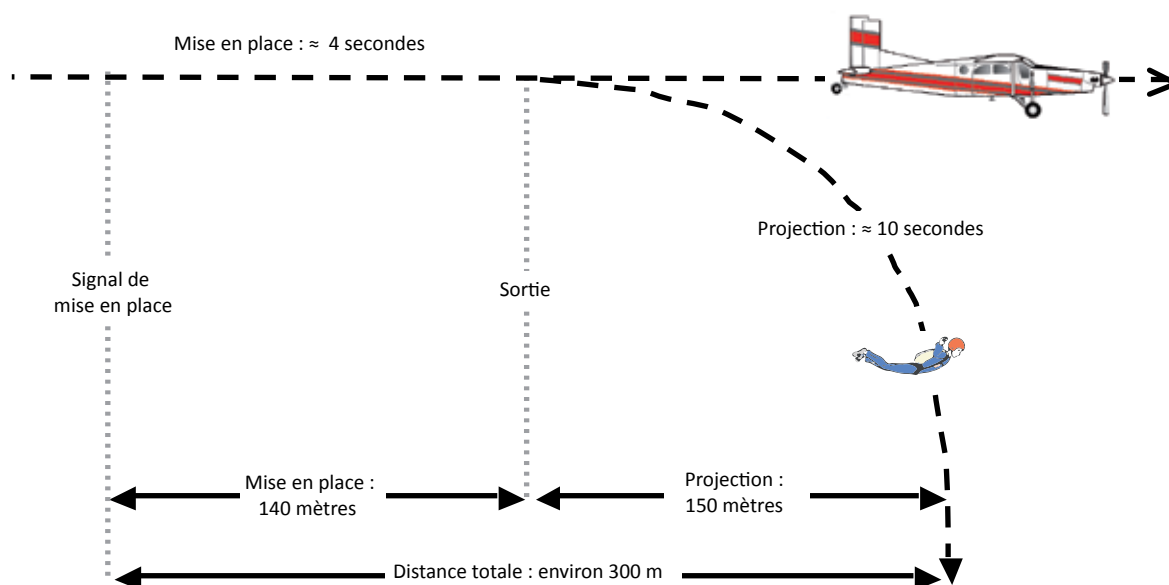 Mise en place : ≈ 4 secondes
Projection : ≈ 10 secondes
Signal de
mise en place
Sortie
Mise en place :
140 mètres
Projection :
150 mètres
Distance totale : environ 300 m